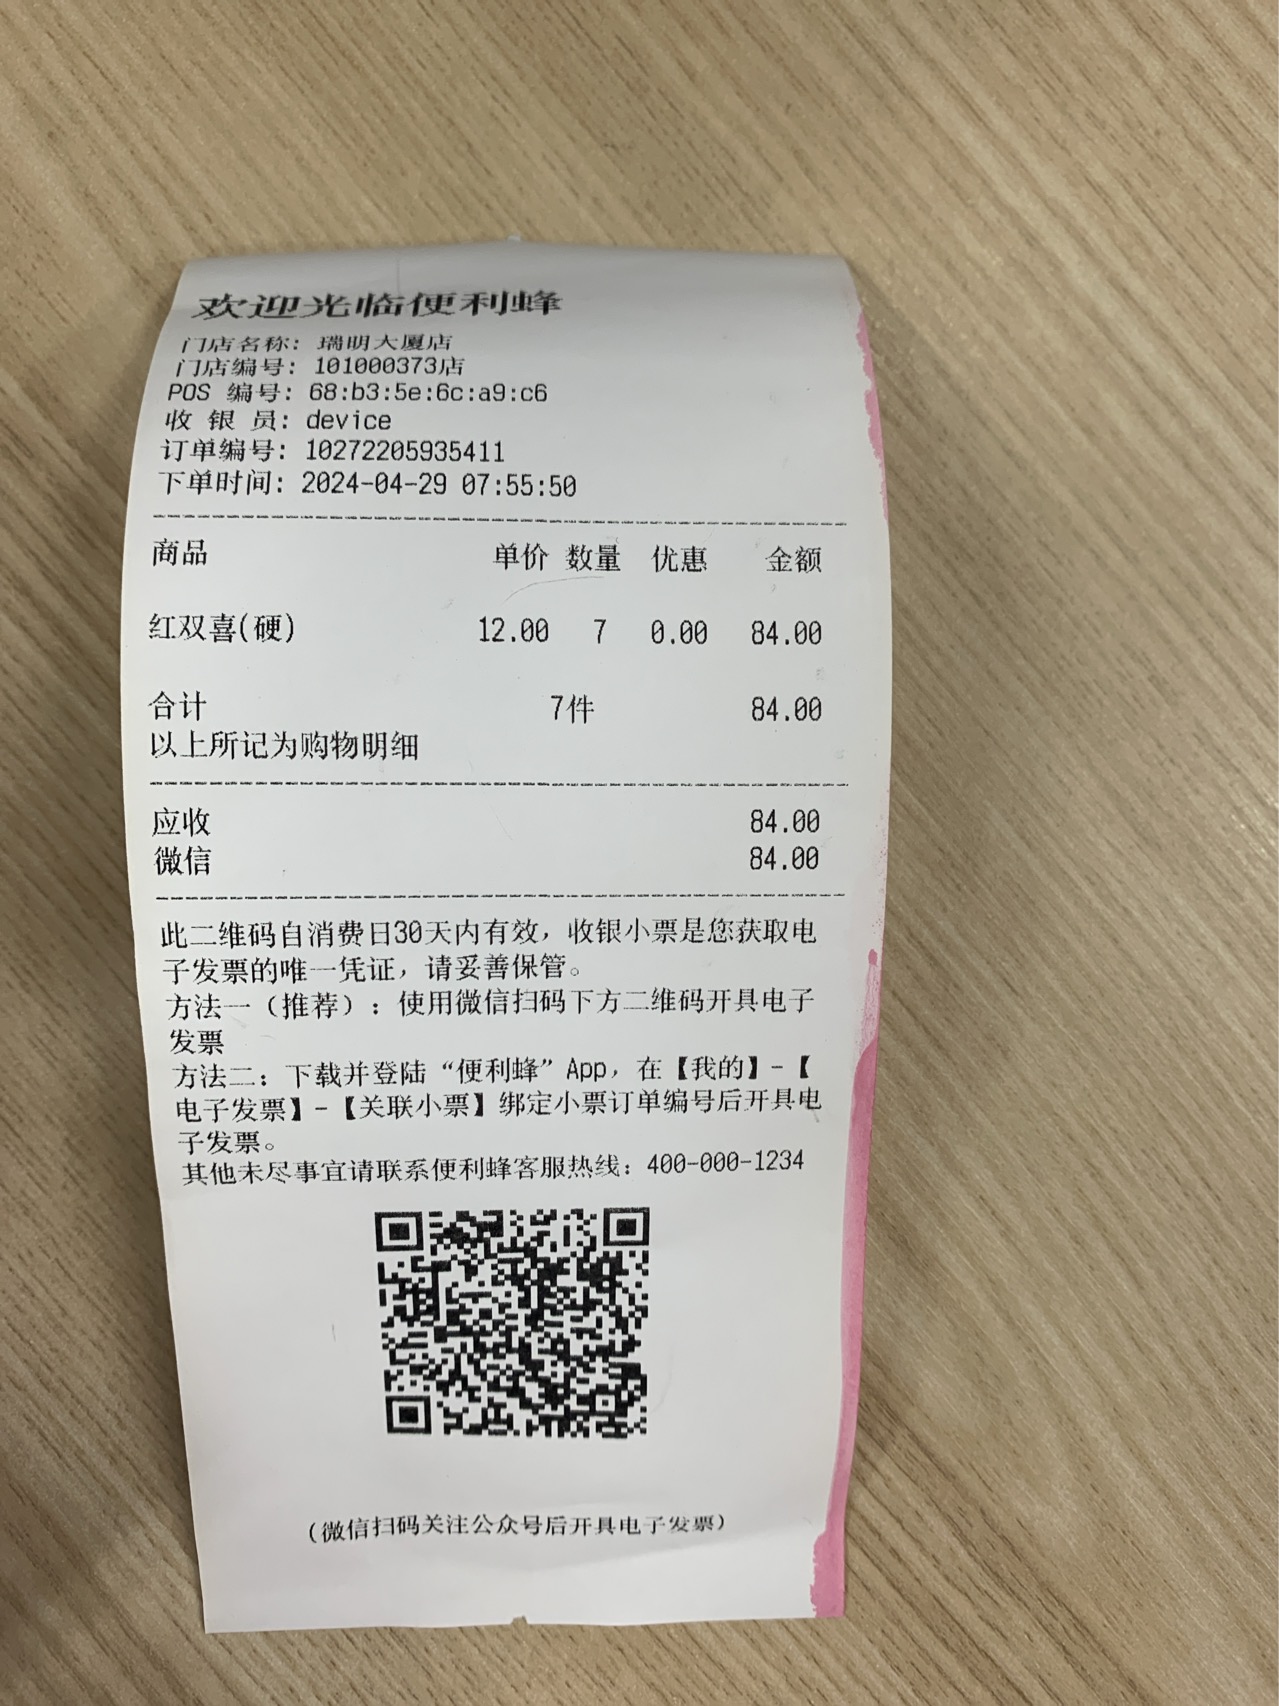 欢迎光临便利蜂
门店名称: 瑞明大厦店
门店编号: 101000373店
POS 编号: 68:b3:5e:6c:a9:c6
收 银 员: device
订单编号: 10272205935411
下单时间: 2024-04-29 07:55:50
商品 单价 数量 优惠 金额
红双喜(硬) 12.00 7 0.00 84.00
合计 7件 84.00
以上所记为购物明细
应收 84.00
微信 84.00
此二维码自消费日30天内有效，收银小票是您获取电
子发票的唯一凭证，请妥善保管。
方法一（推荐）：使用微信扫码下方二维码开具电子
发票
方法二：下载并登陆“便利蜂”App，在【我的】-【
电子发票】-【关联小票】绑定小票订单编号后开具电
子发票。
其他未尽事宜请联系便利蜂客服热线：400-000-1234
（微信扫码关注公众号后开具电子发票）